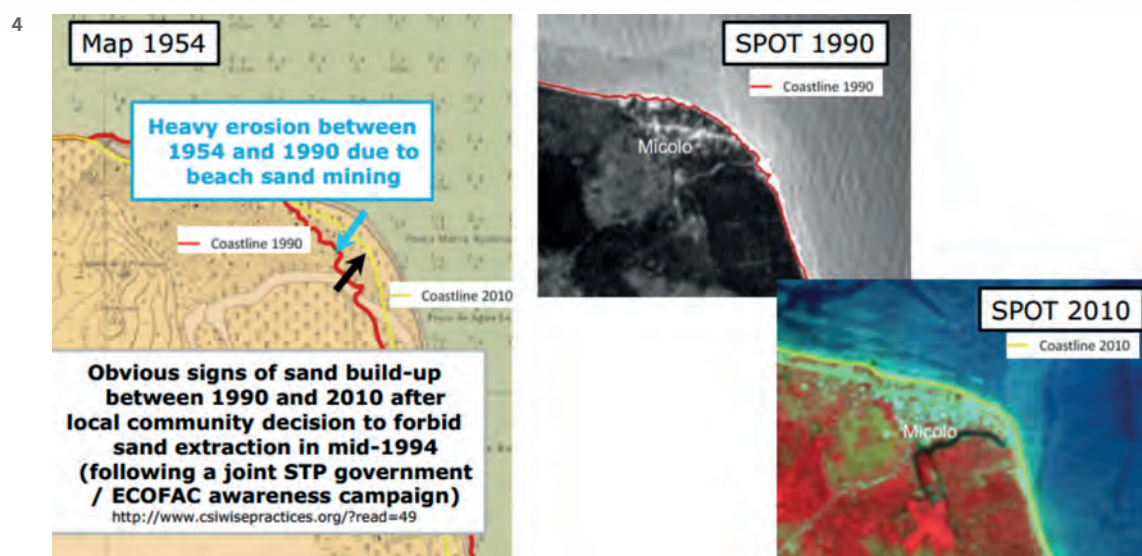 4
Map 1954
Heavy erosion between
1954 and 1990 due to
beach sand mining
Coastline 1990
Coastline 2010
Obvious signs of sand build-up
between 1990 and 2010 after
local community decision to forbid
sand extraction in mid-1994
(following a joint STP government
/ ECOFAC awareness campaign)
http://www.csiwisepractices.org/?read=49
SPOT 1990
Coastline 1990
Micolo
SPOT 2010
Coastline 2010
Micolo